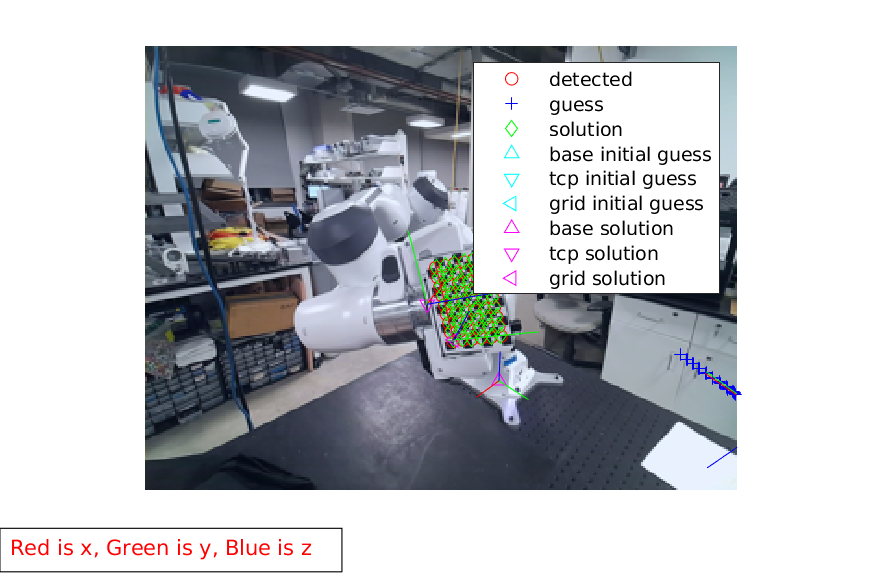 detected
guess
solution
base initial guess
tcp initial guess
grid initial guess
base solution
tcp solution
grid solution
Red is x, Green is y, Blue is z